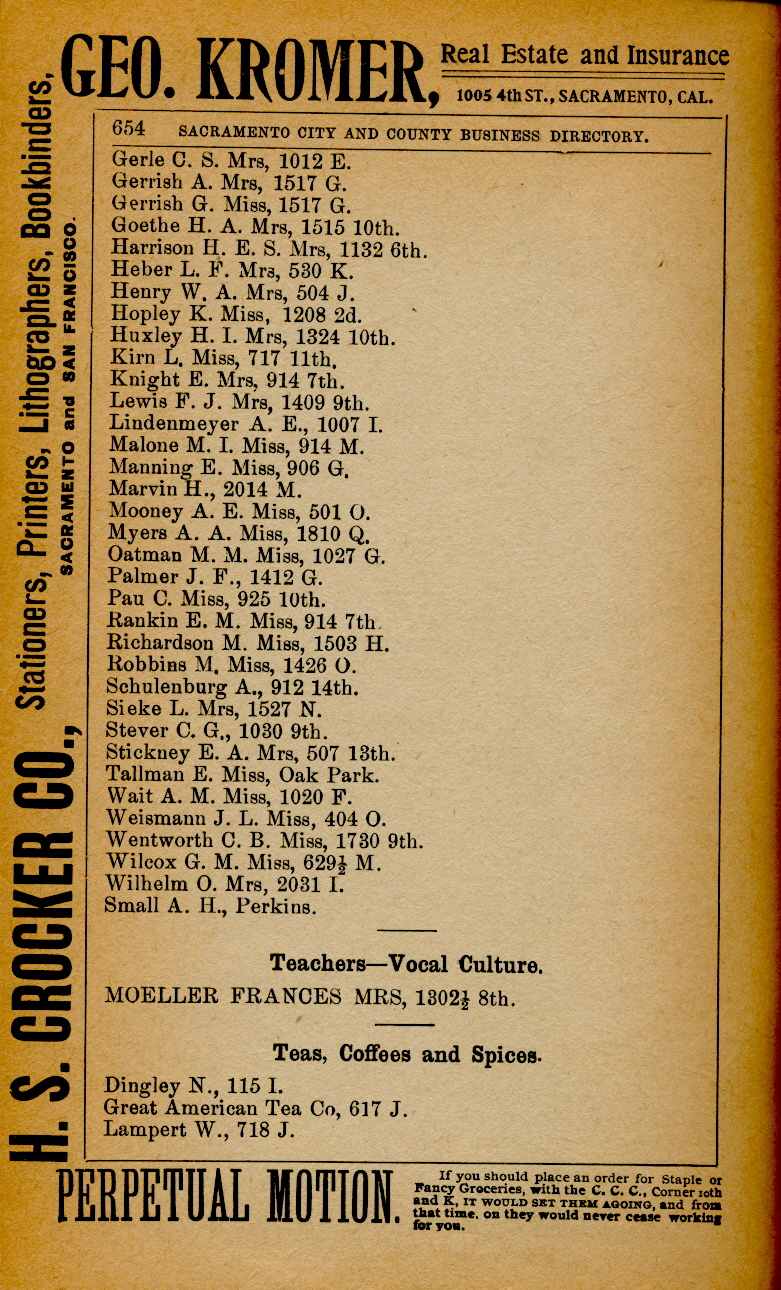 GEO. KROMER, Real Estate and Insurance
1005 4th ST., SACRAMENTO, CAL.
654 SACRAMENTO CITY AND COUNTY BUSINESS DIRECTORY.
Gerle C. S. Mrs, 1012 E.
Gerrish A. Mrs, 1517 G.
Gerrish G. Miss, 1517 G.
Goethe H. A. Mrs, 1515 10th.
Harrison H. E. S. Mrs, 1132 6th.
Heber L. F. Mrs, 530 K.
Henry W. A. Mrs, 504 J.
Hopley K. Miss, 1208 2d.
Huxley H. I. Mrs, 1324 10th.
Kirn L. Miss, 717 11th.
Knight E. Mrs, 914 7th.
Lewis F. J. Mrs, 1409 9th.
Lindenmeyer A. E., 1007 I.
Malone M. I. Miss, 914 M.
Manning E. Miss, 906 G.
Marvin H., 2014 M.
Mooney A. E. Miss, 501 O.
Myers A. A. Miss, 1810 Q.
Oatman M. M. Miss, 1027 G.
Palmer J. F., 1412 G.
Pau C. Miss, 925 10th.
Rankin E. M. Miss, 914 7th.
Richardson M. Miss, 1503 H.
Robbins M. Miss, 1426 O.
Schulenburg A., 912 14th.
Sieke L. Mrs, 1527 N.
Stever C. G., 1030 9th.
Stickney E. A. Mrs, 507 13th.
Tallman E. Miss, Oak Park.
Wait A. M. Miss, 1020 F.
Weismann J. L. Miss, 404 O.
Wentworth C. B. Miss, 1730 9th.
Wilcox G. M. Miss, 629½ M.
Wilhelm O. Mrs, 2031 I.
Small A. H., Perkins.
Teachers—Vocal Culture.
MOELLER FRANCES MRS, 1302½ 8th.
Teas, Coffees and Spices.
Dingley N., 115 I.
Great American Tea Co, 617 J.
Lampert W., 718 J.
H. S. CROCKER CO., Stationers, Printers, Lithographers, Bookbinders,
SACRAMENTO and SAN FRANCISCO.
PERPETUAL MOTION.
If you should place an order for Staple or
Fancy Groceries, with the C. C. C., Corner 10th
and K, IT WOULD SET THEM AGOING, and from
that time, on they would never cease working
for you.